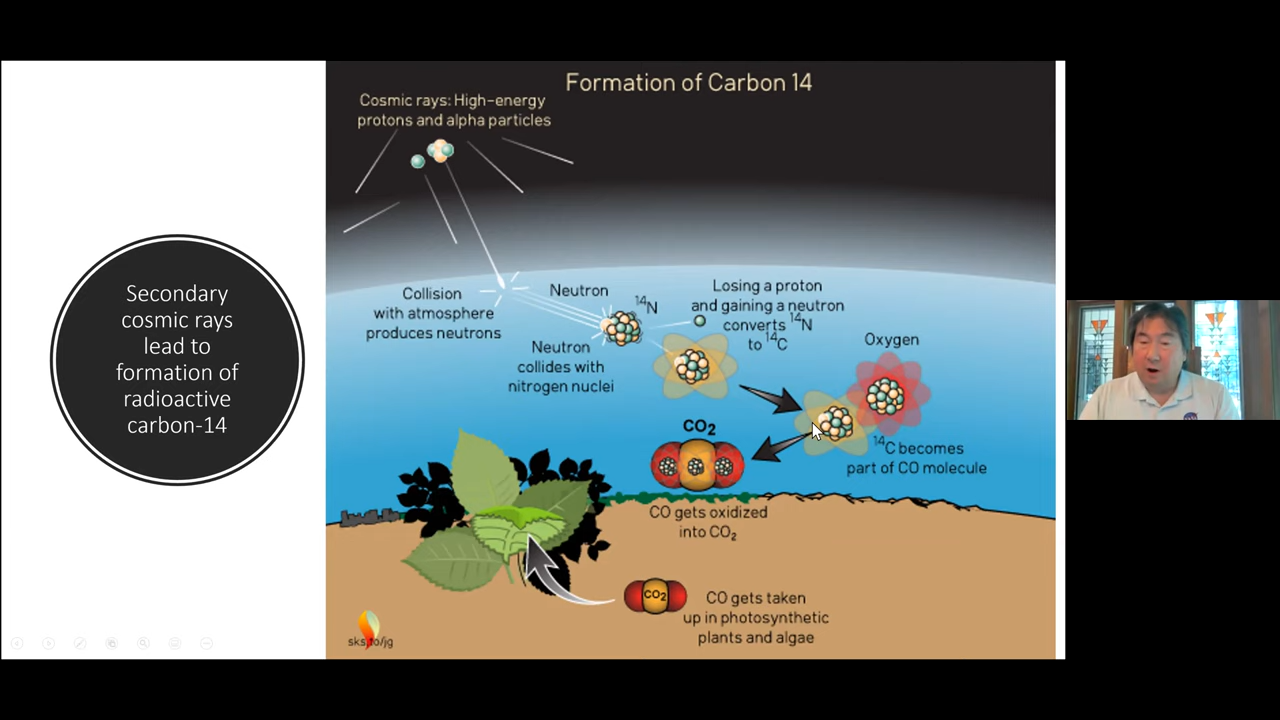 Formation of Carbon 14
Cosmic rays: High-energy
protons and alpha particles
Secondary
cosmic rays
lead to
formation of
radioactive
carbon-14
Collision
with atmosphere
produces neutrons
Neutron
¹⁴N
Neutron
collides with
nitrogen nuclei
Losing a proton
and gaining a neutron
converts ¹⁴N
to ¹⁴C
Oxygen
¹⁴C becomes
part of CO molecule
CO₂
CO gets oxidized
into CO₂
CO₂
CO gets taken
up in photosynthetic
plants and algae
sks.to/jg